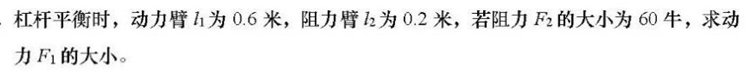 . 杠杆平衡时，动力臂 l₁为 0.6 米，阻力臂 l₂为 0.2 米，若阻力 F₂的大小为 60 牛，求动
力 F₁的大小。